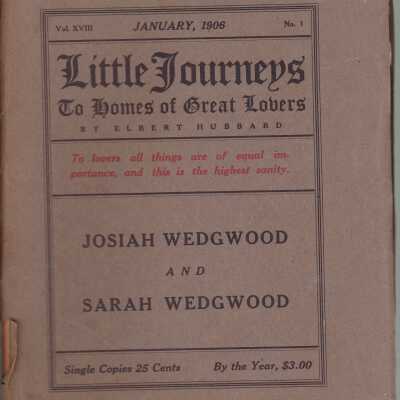 Vol. XVIII JANUARY, 1906 No. 1
Little Journeys
To Homes of Great Lovers
BY ELBERT HUBBARD
To lovers all things are of equal im-
portance, and this is the highest sanity.
JOSIAH WEDGWOOD
AND
SARAH WEDGWOOD
Single Copies 25 Cents By the Year, $3.00